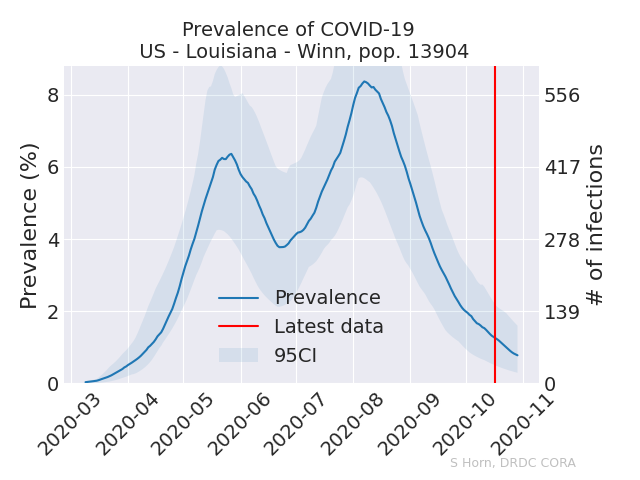 Prevalence of COVID-19
US - Louisiana - Winn, pop. 13904
Prevalence (%)
8
6
4
2
0
556
417
278
139
0
# of infections
Prevalence
Latest data
95CI
2020-03
2020-04
2020-05
2020-06
2020-07
2020-08
2020-09
2020-10
2020-11
S Horn, DRDC CORA